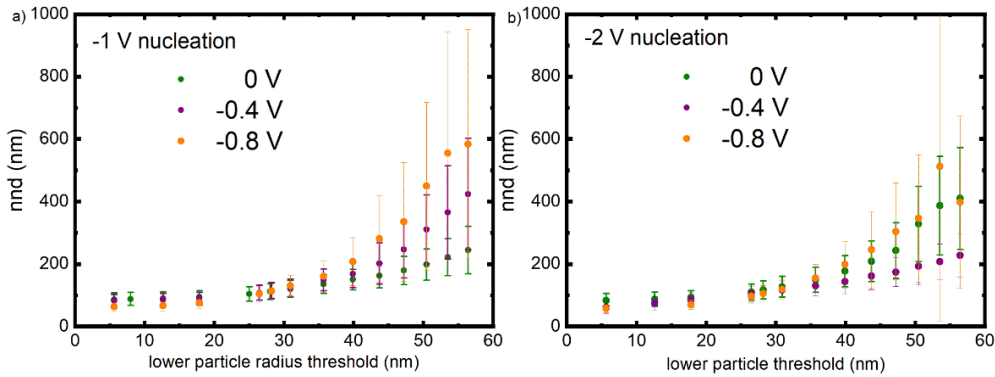 a)
-1 V nucleation
0 V
-0.4 V
-0.8 V
nnd (nm)
1000
800
600
400
200
0
0 10 20 30 40 50 60
lower particle radius threshold (nm)
b)
-2 V nucleation
0 V
-0.4 V
-0.8 V
nnd (nm)
1000
800
600
400
200
0
0 10 20 30 40 50 60
lower particle threshold (nm)